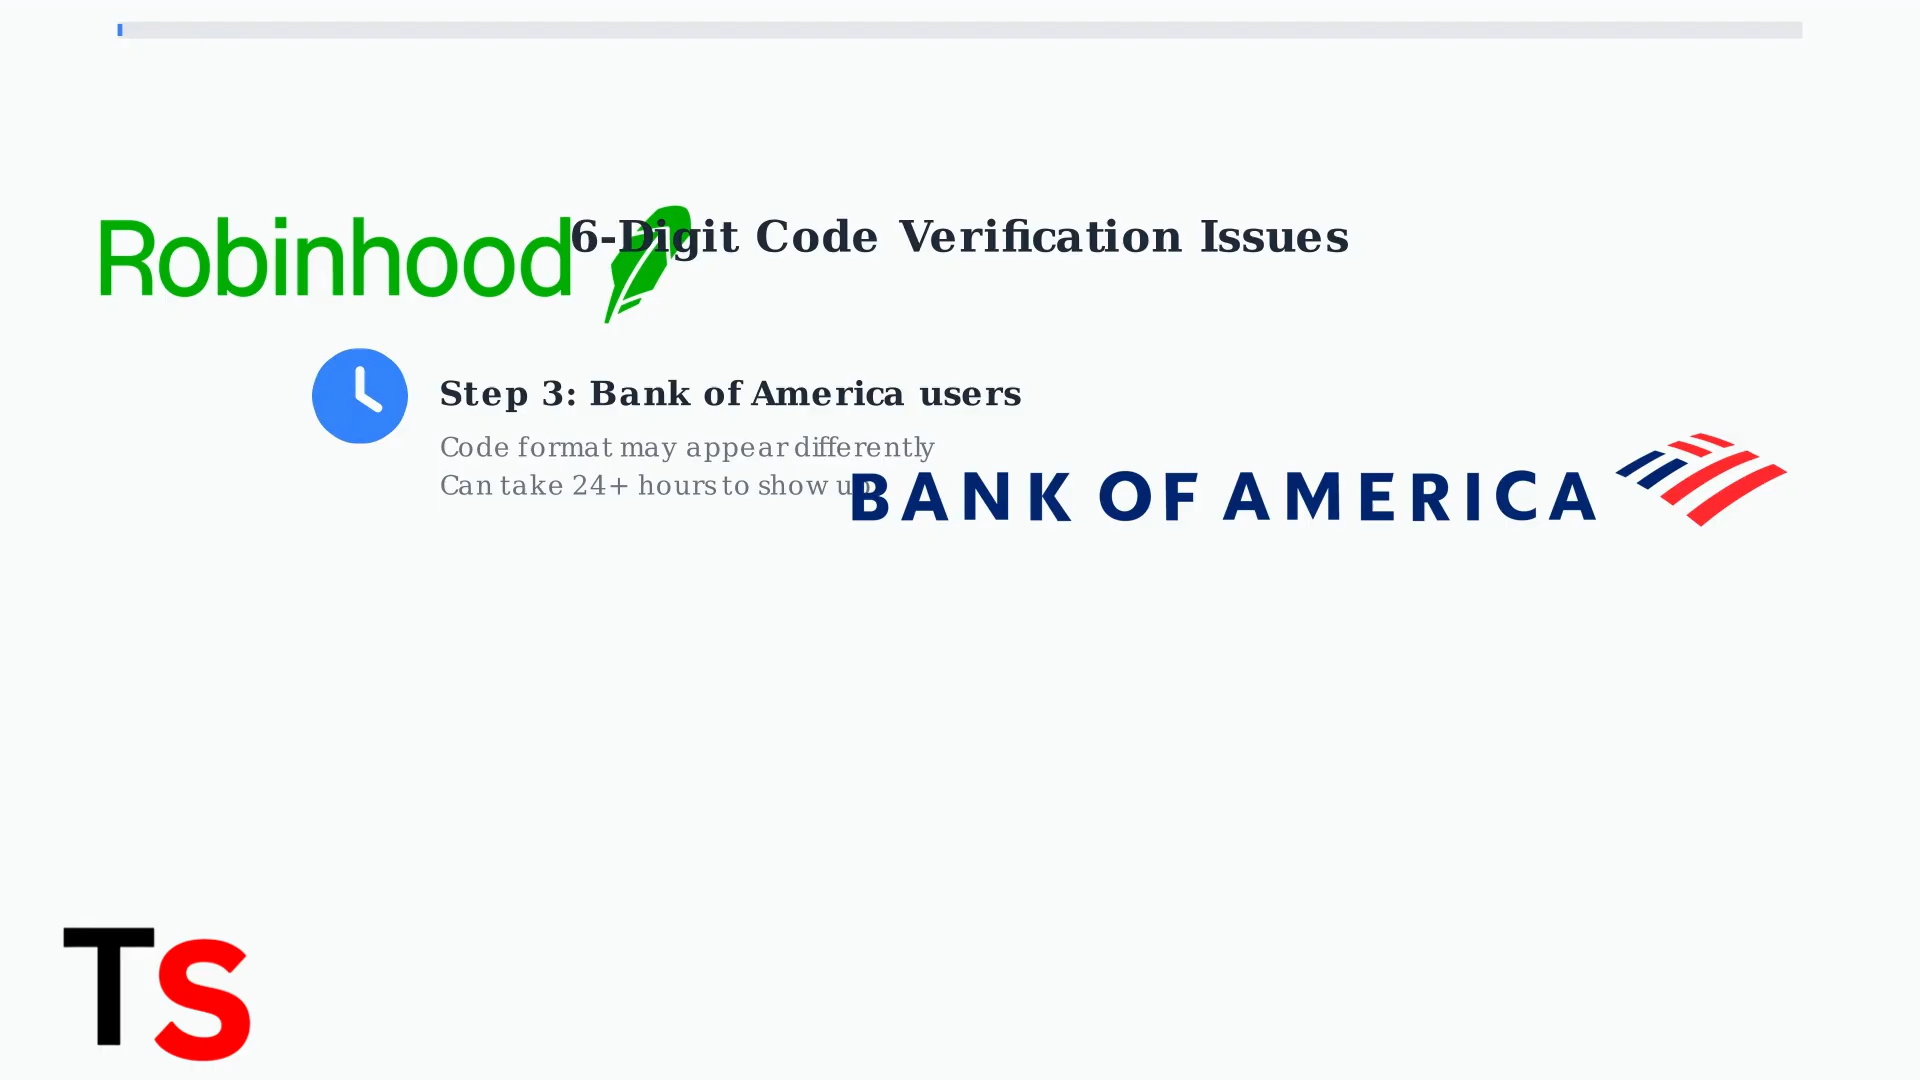 Robinhood
6-Digit Code Verification Issues
Step 3: Bank of America users
Code format may appear differently
Can take 24+ hours to show up
BANK OF AMERICA
TS